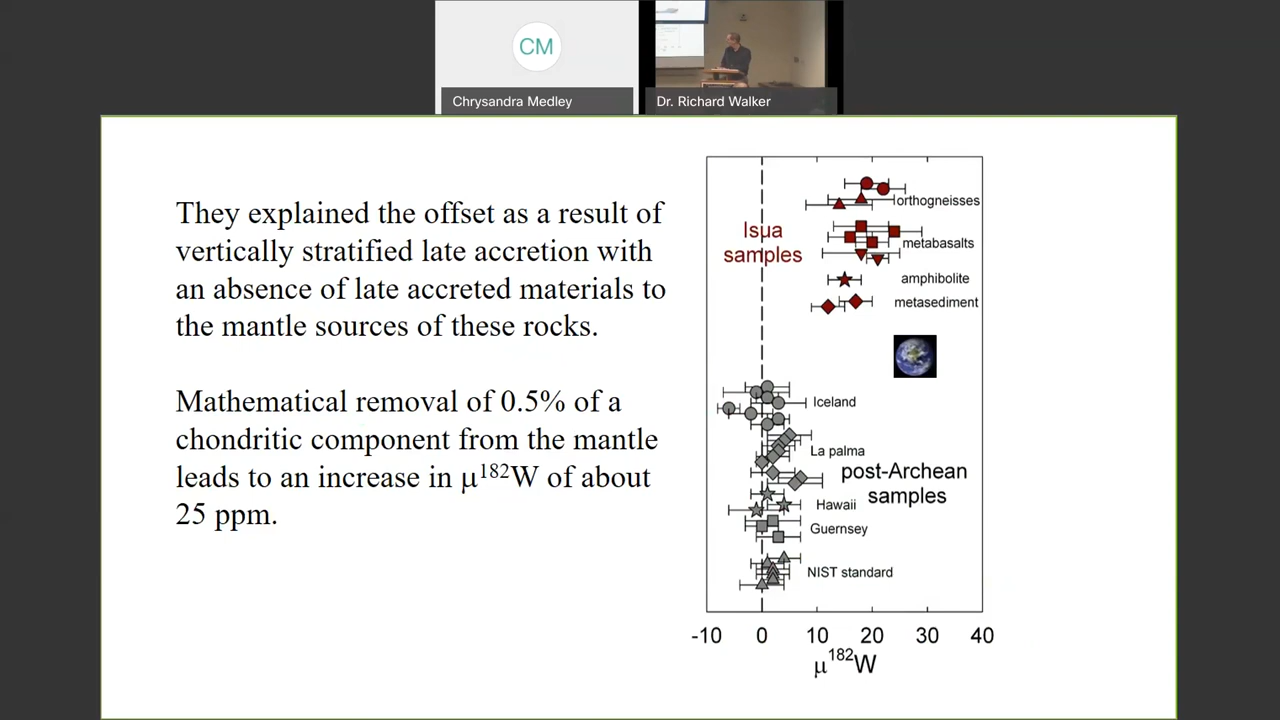 CM
Chrysandra Medley
Dr. Richard Walker
They explained the offset as a result of
vertically stratified late accretion with
an absence of late accreted materials to
the mantle sources of these rocks.
Mathematical removal of 0.5% of a
chondritic component from the mantle
leads to an increase in μ¹⁸²W of about
25 ppm.
Isua
samples
orthogneisses
metabasalts
amphibolite
metasediment
Iceland
La palma
post-Archean
samples
Hawaii
Guernsey
NIST standard
-10 0 10 20 30 40
μ¹⁸²W